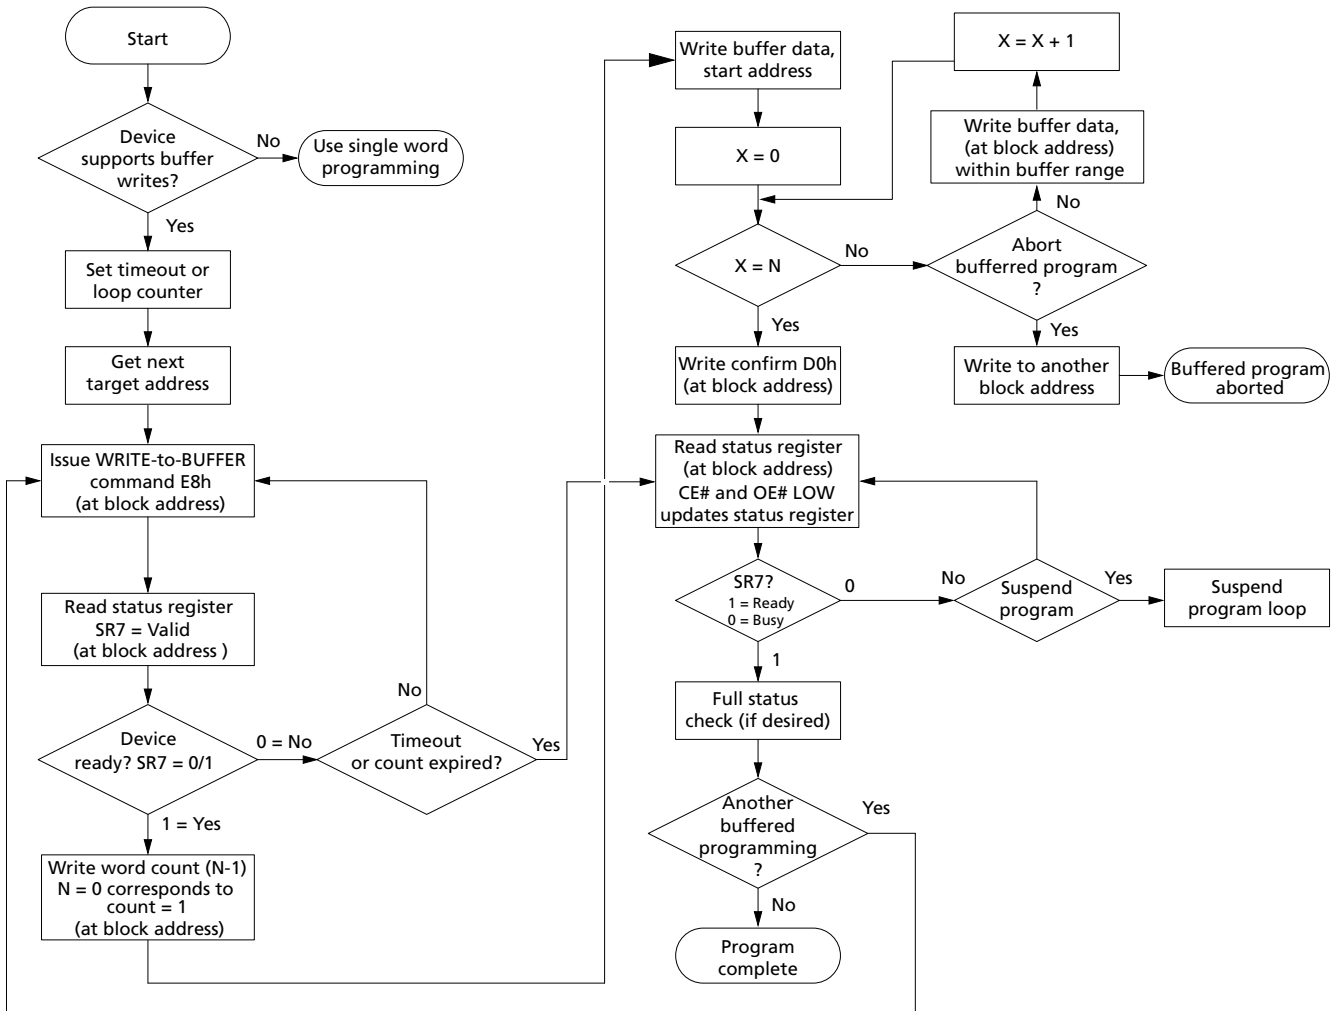 Start
Device
supports buffer
writes?
No
Use single word
programming
Yes
Set timeout or
loop counter
Get next
target address
Issue WRITE-to-BUFFER
command E8h
(at block address)
Read status register
SR7 = Valid
(at block address )
Device
ready? SR7 = 0/1
0 = No
No
Timeout
or count expired?
Yes
1 = Yes
Write word count (N-1)
N = 0 corresponds to
count = 1
(at block address)
Write buffer data,
start address
X = 0
X = N
No
Abort
bufferred program
?
No
Write buffer data,
(at block address)
within buffer range
X = X + 1
Yes
Write to another
block address
Buffered program
aborted
Yes
Write confirm D0h
(at block address)
Read status register
(at block address)
CE# and OE# LOW
updates status register
SR7?
1 = Ready
0 = Busy
0
No
Suspend
program
Yes
Suspend
program loop
1
Full status
check (if desired)
Another
buffered
programming
?
Yes
No
Program
complete